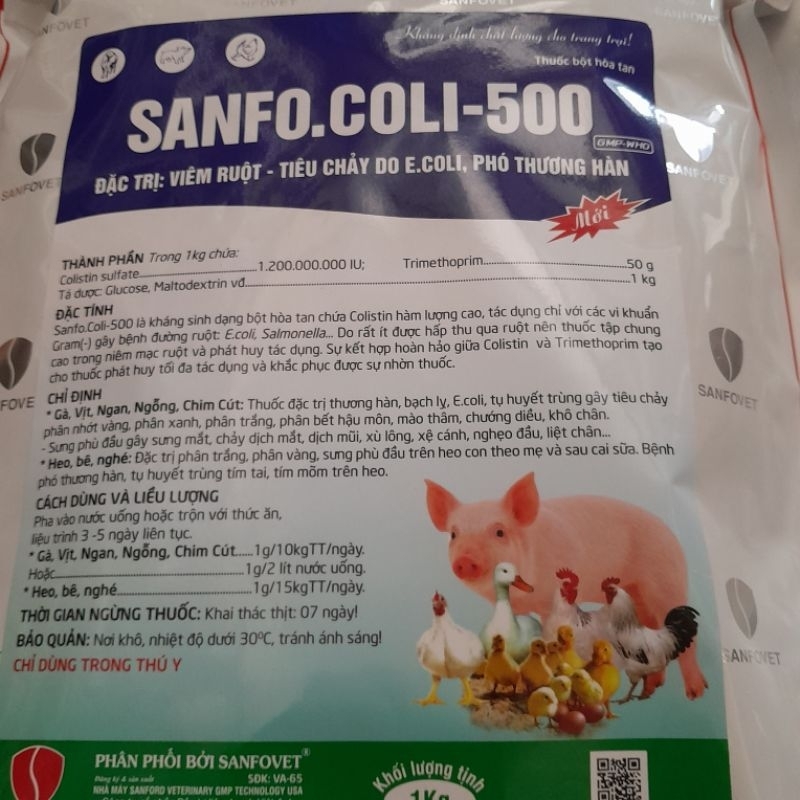 SANFOVET
Khẳng định chất lượng cho trang trại!
Thuốc bột hòa tan
SANFO.COLI-500
GMP-WHO
ĐẶC TRỊ: VIÊM RUỘT - TIÊU CHẢY DO E.COLI, PHÓ THƯƠNG HÀN
Mới
SANFOVET
SANFOVET
THÀNH PHẦN Trong 1kg chứa:
Colistin sulfate..........1.200.000.000 IU; Trimethoprim..........50 g
Tá dược: Glucose, Maltodextrin vđ..........1 kg
ĐẶC TÍNH
Sanfo.Coli-500 là kháng sinh dạng bột hòa tan chứa Colistin hàm lượng cao, tác dụng chỉ với các vi khuẩn
Gram(-) gây bệnh đường ruột: E.coli, Salmonella... Do rất ít được hấp thu qua ruột nên thuốc tập chung
cao trong niêm mạc ruột và phát huy tác dụng. Sự kết hợp hoàn hảo giữa Colistin và Trimethoprim tạo
cho thuốc phát huy tối đa tác dụng và khắc phục được sự nhờn thuốc.
CHỈ ĐỊNH
* Gà, Vịt, Ngan, Ngỗng, Chim Cút: Thuốc đặc trị thương hàn, bạch lỵ, E.coli, tụ huyết trùng gây tiêu chảy
phân nhớt vàng, phân xanh, phân trắng, phân bết hậu môn, mào thâm, chướng diều, khô chân.
- Sưng phù đầu gây sưng mắt, chảy dịch mắt, dịch mũi, xù lông, xệ cánh, nghẹo đầu, liệt chân...
* Heo, bê, nghé: Đặc trị phân trắng, phân vàng, sưng phù đầu trên heo con theo mẹ và sau cai sữa. Bệnh
phó thương hàn, tụ huyết trùng tím tai, tím mõm trên heo.
SANFOVET
CÁCH DÙNG VÀ LIỀU LƯỢNG
Pha vào nước uống hoặc trộn với thức ăn,
liệu trình 3 -5 ngày liên tục.
* Gà, Vịt, Ngan, Ngỗng, Chim Cút.....1g/10kgTT/ngày.
Hoặc..........1g/2 lít nước uống.
* Heo, bê, nghé..........1g/15kgTT/ngày.
THỜI GIAN NGỪNG THUỐC: Khai thác thịt: 07 ngày!
BẢO QUẢN: Nơi khô, nhiệt độ dưới 30ºC, tránh ánh sáng!
CHỈ DÙNG TRONG THÚ Y
SANFOVET
PHÂN PHỐI BỞI SANFOVET®
Đăng ký & sản xuất
SĐK: VA-65
NHÀ MÁY SANFORD VETERINARY GMP TECHNOLOGY USA
Khối lượng tịnh
1Kg